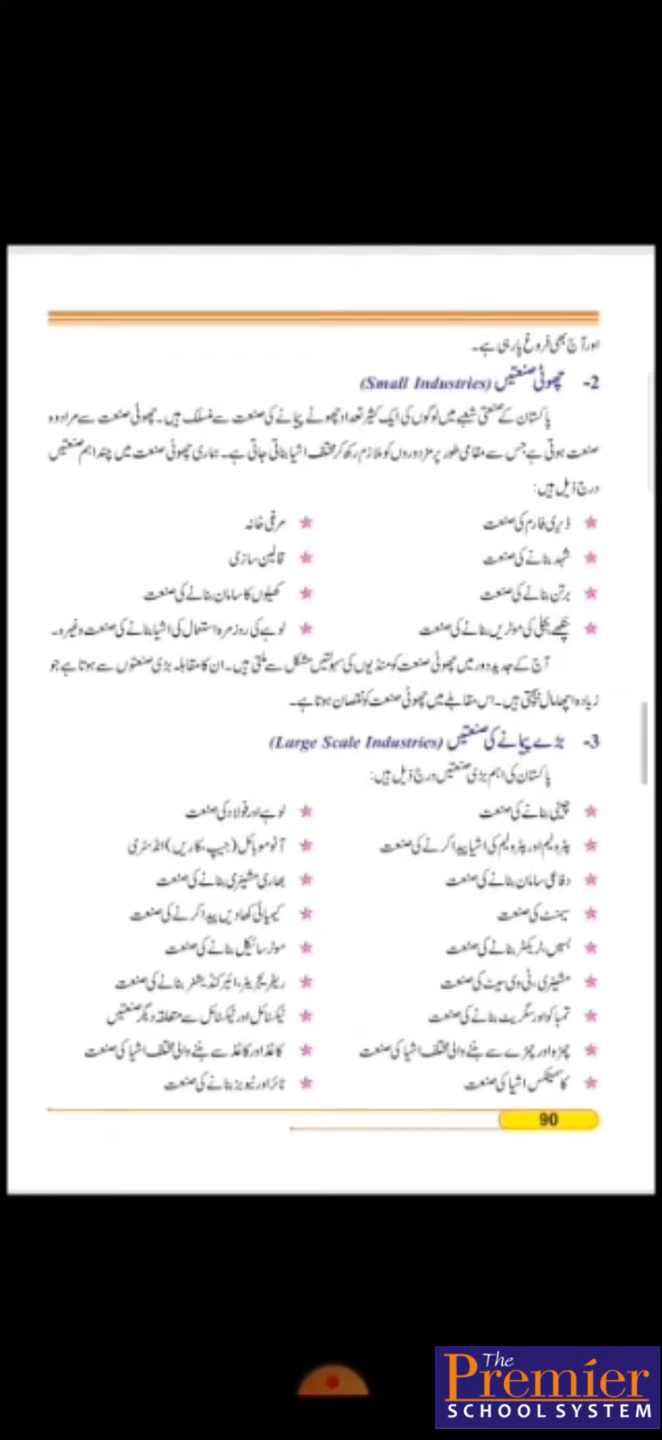 اور آج بھی فروغ پا رہی ہے۔
2- چھوٹی صنعتیں (Small Industries)
پاکستان کے صنعتی شعبے میں لوگوں کی ایک کثیر تعداد چھوٹے پیمانے کی صنعت سے منسلک ہیں۔ چھوٹی صنعت سے مراد وہ
صنعت ہوتی ہے جس سے مقامی طور پر مزدوروں کو ملازم رکھ کر مختلف اشیا بنائی جاتی ہے۔ ہماری چھوٹی صنعت میں چند اہم صنعتیں
درج ذیل ہیں:
★ ڈیری فارم کی صنعت ★ مرغی خانہ
★ شہد بنانے کی صنعت ★ قالین سازی
★ برتن بنانے کی صنعت ★ کھیلوں کا سامان بنانے کی صنعت
★ پنکھے بجلی کی موٹریں بنانے کی صنعت ★ لوہے کی روزمرہ استعمال کی اشیا بنانے کی صنعت وغیرہ۔
آج کے جدید دور میں چھوٹی صنعت کو منڈیوں کی سہولتیں مشکل سے ملتی ہیں۔ ان کا مقابلہ بڑی صنعتوں سے ہوتا ہے جو
زیادہ اچھا مال بیچتی ہیں۔ اس مقابلے میں چھوٹی صنعت کو نقصان ہوتا ہے۔
3- بڑے پیمانے کی صنعتیں (Large Scale Industries)
پاکستان کی اہم بڑی صنعتیں درج ذیل ہیں:
★ چینی بنانے کی صنعت ★ لوہے اور فولاد کی صنعت
★ پٹرولیم اور پٹرولیم کی اشیا پیدا کرنے کی صنعت ★ آٹوموبائل (جیپ، کاریں) انڈسٹری
★ دفاعی سامان بنانے کی صنعت ★ بھاری مشینری بنانے کی صنعت
★ سیمنٹ کی صنعت ★ کیمیائی کھادیں پیدا کرنے کی صنعت
★ بسیں، ٹریکٹر بنانے کی صنعت ★ موٹر سائیکل بنانے کی صنعت
★ مشینری، ٹی وی سیٹ کی صنعت ★ ریفریجریٹر، ائیرکنڈیشنر بنانے کی صنعت
★ تمباکو اور سگریٹ بنانے کی صنعت ★ ٹیکسٹائل اور ٹیکسٹائل سے متعلقہ دیگر صنعتیں
★ چمڑہ اور چمڑے سے بننے والی مختلف اشیا کی صنعت ★ کاغذ اور کاغذ سے بننے والی مختلف اشیا کی صنعت
★ کاسمیٹکس اشیا کی صنعت ★ ٹائر اور ٹیوبز بنانے کی صنعت
90
The
Premier
SCHOOL SYSTEM